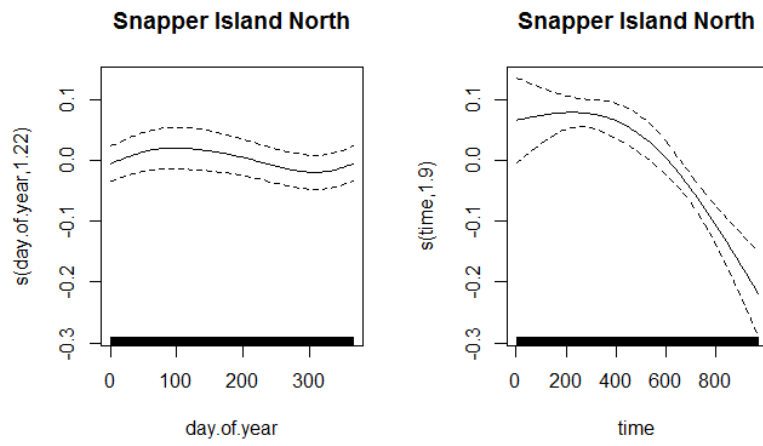 Snapper Island North
s(day.of.year,1.22)
0.1
0.0
-0.1
-0.2
-0.3
0 100 200 300
day.of.year
Snapper Island North
s(time,1.9)
0.1
0.0
-0.1
-0.2
-0.3
0 200 400 600 800
time